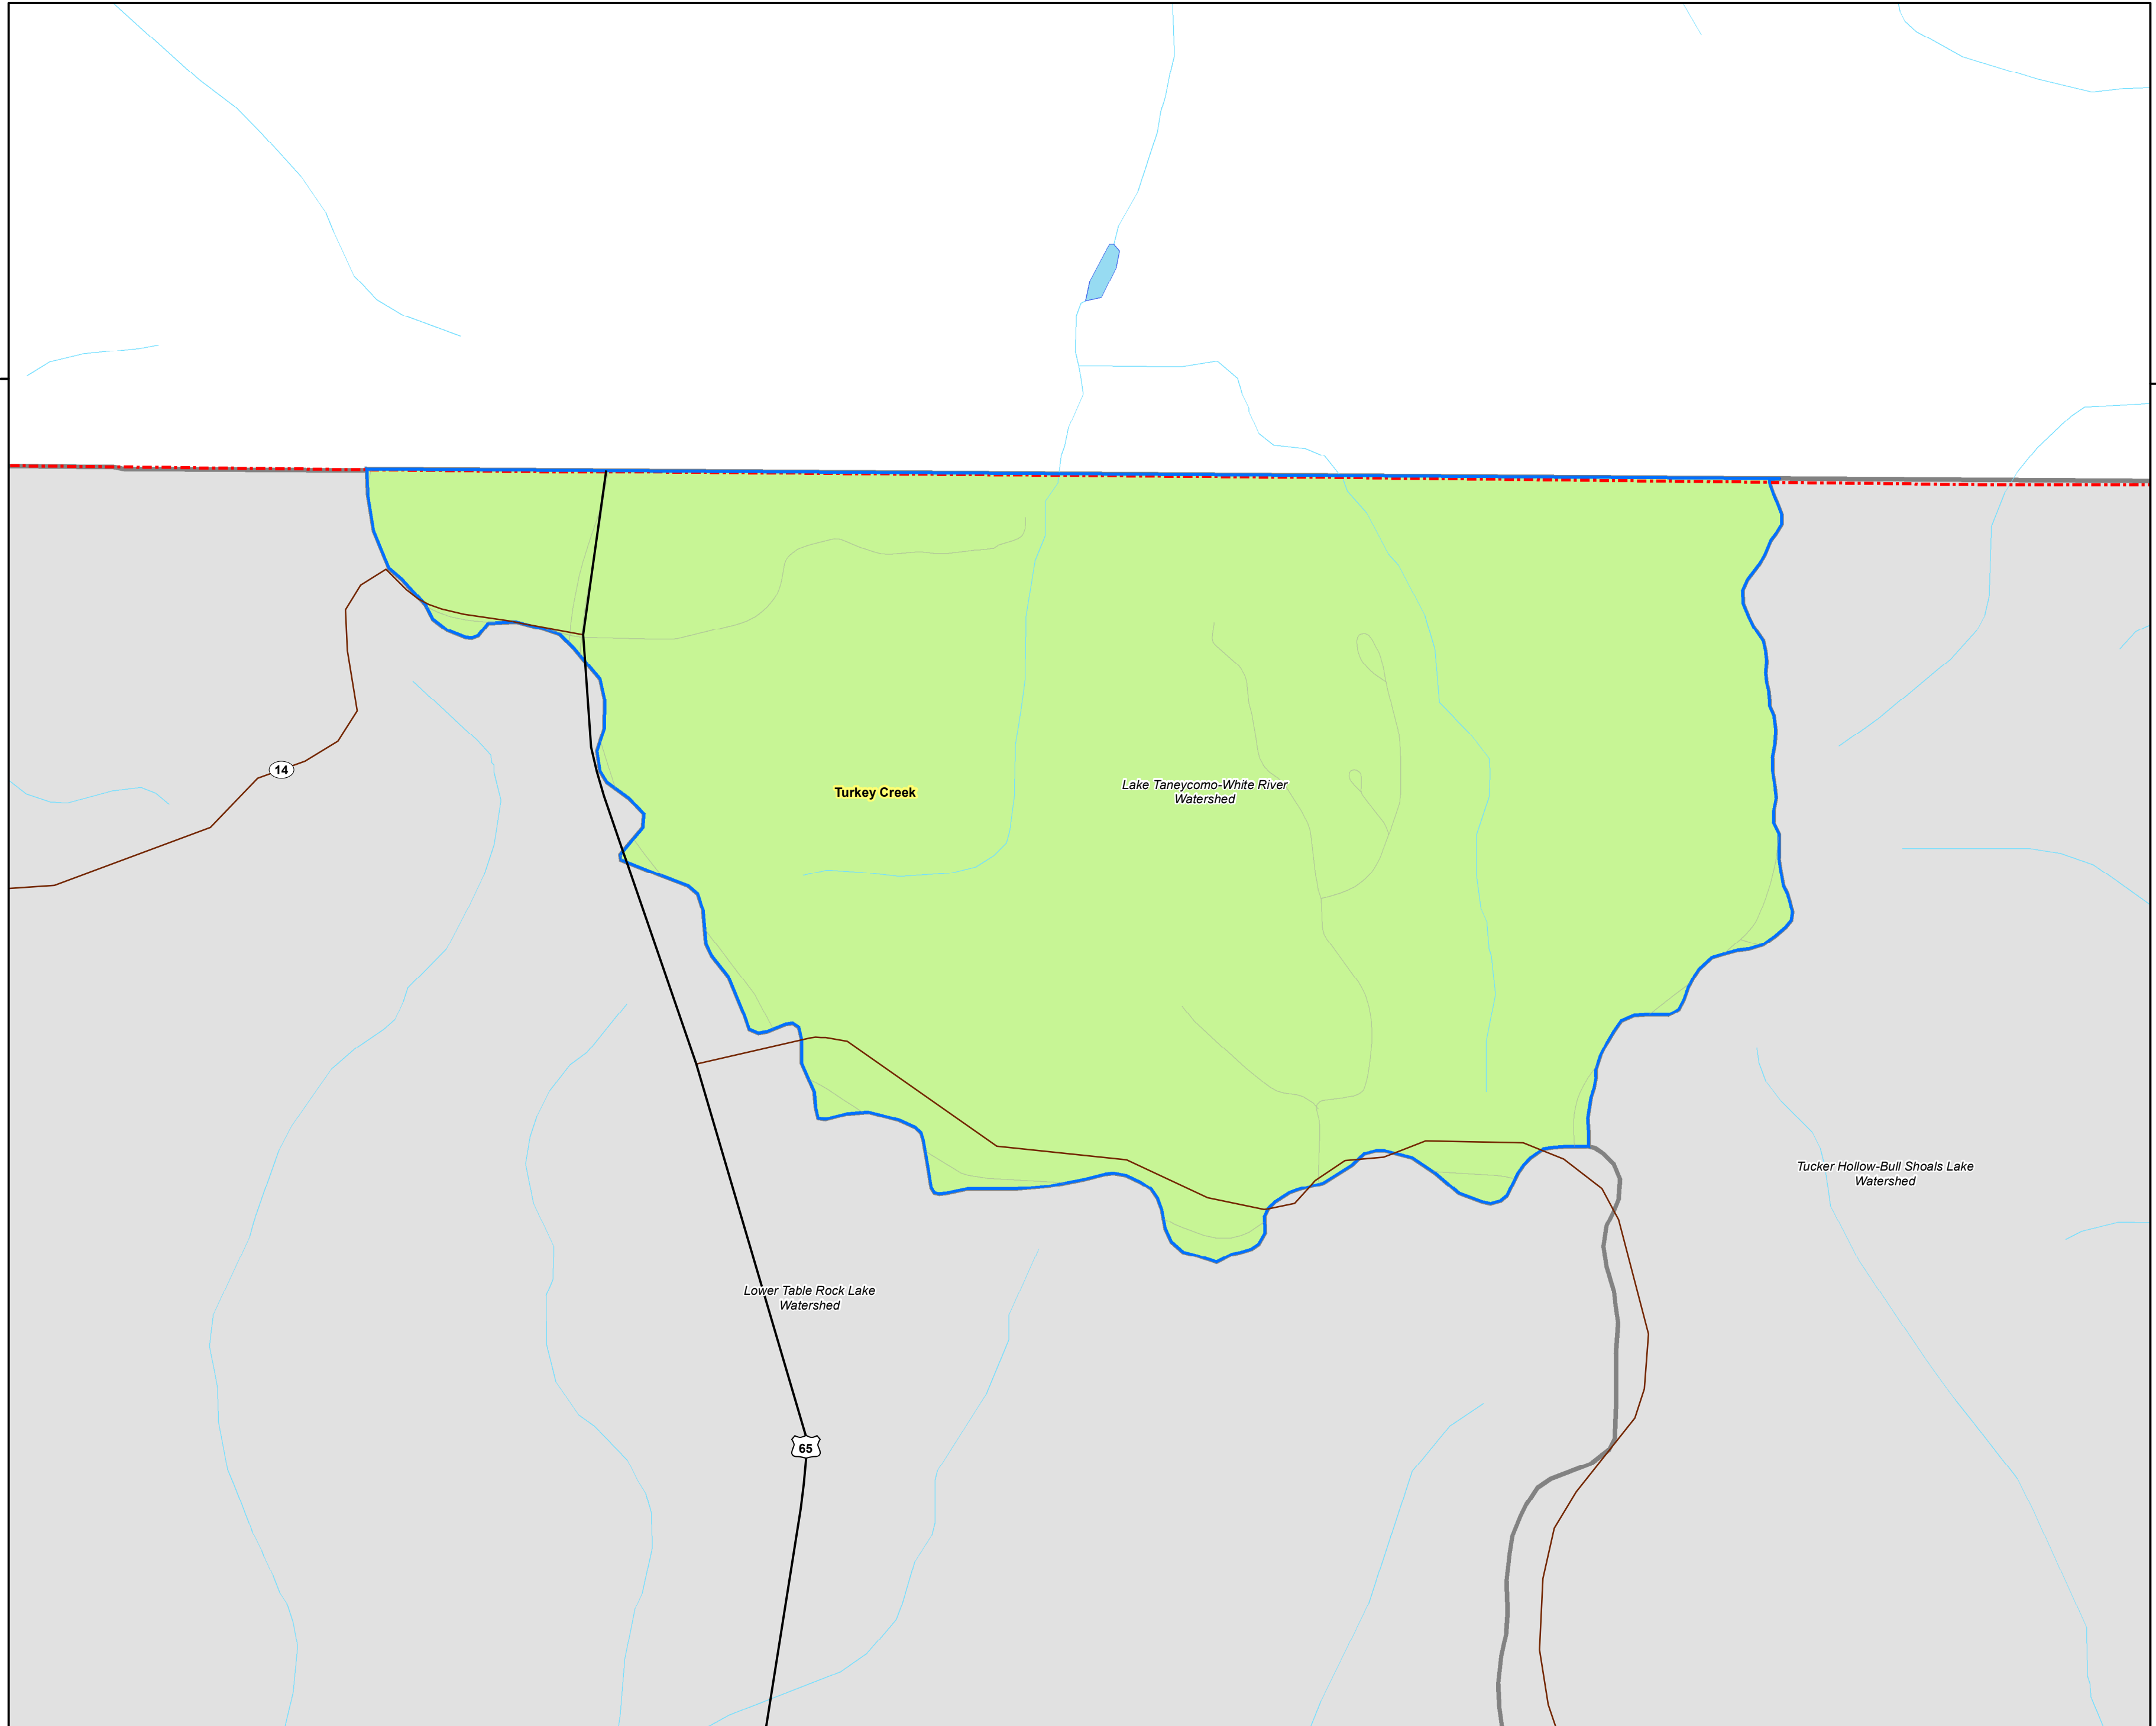 14
Turkey Creek
Lake Taneycomo-White River
Watershed
Tucker Hollow-Bull Shoals Lake
Watershed
Lower Table Rock Lake
Watershed
65